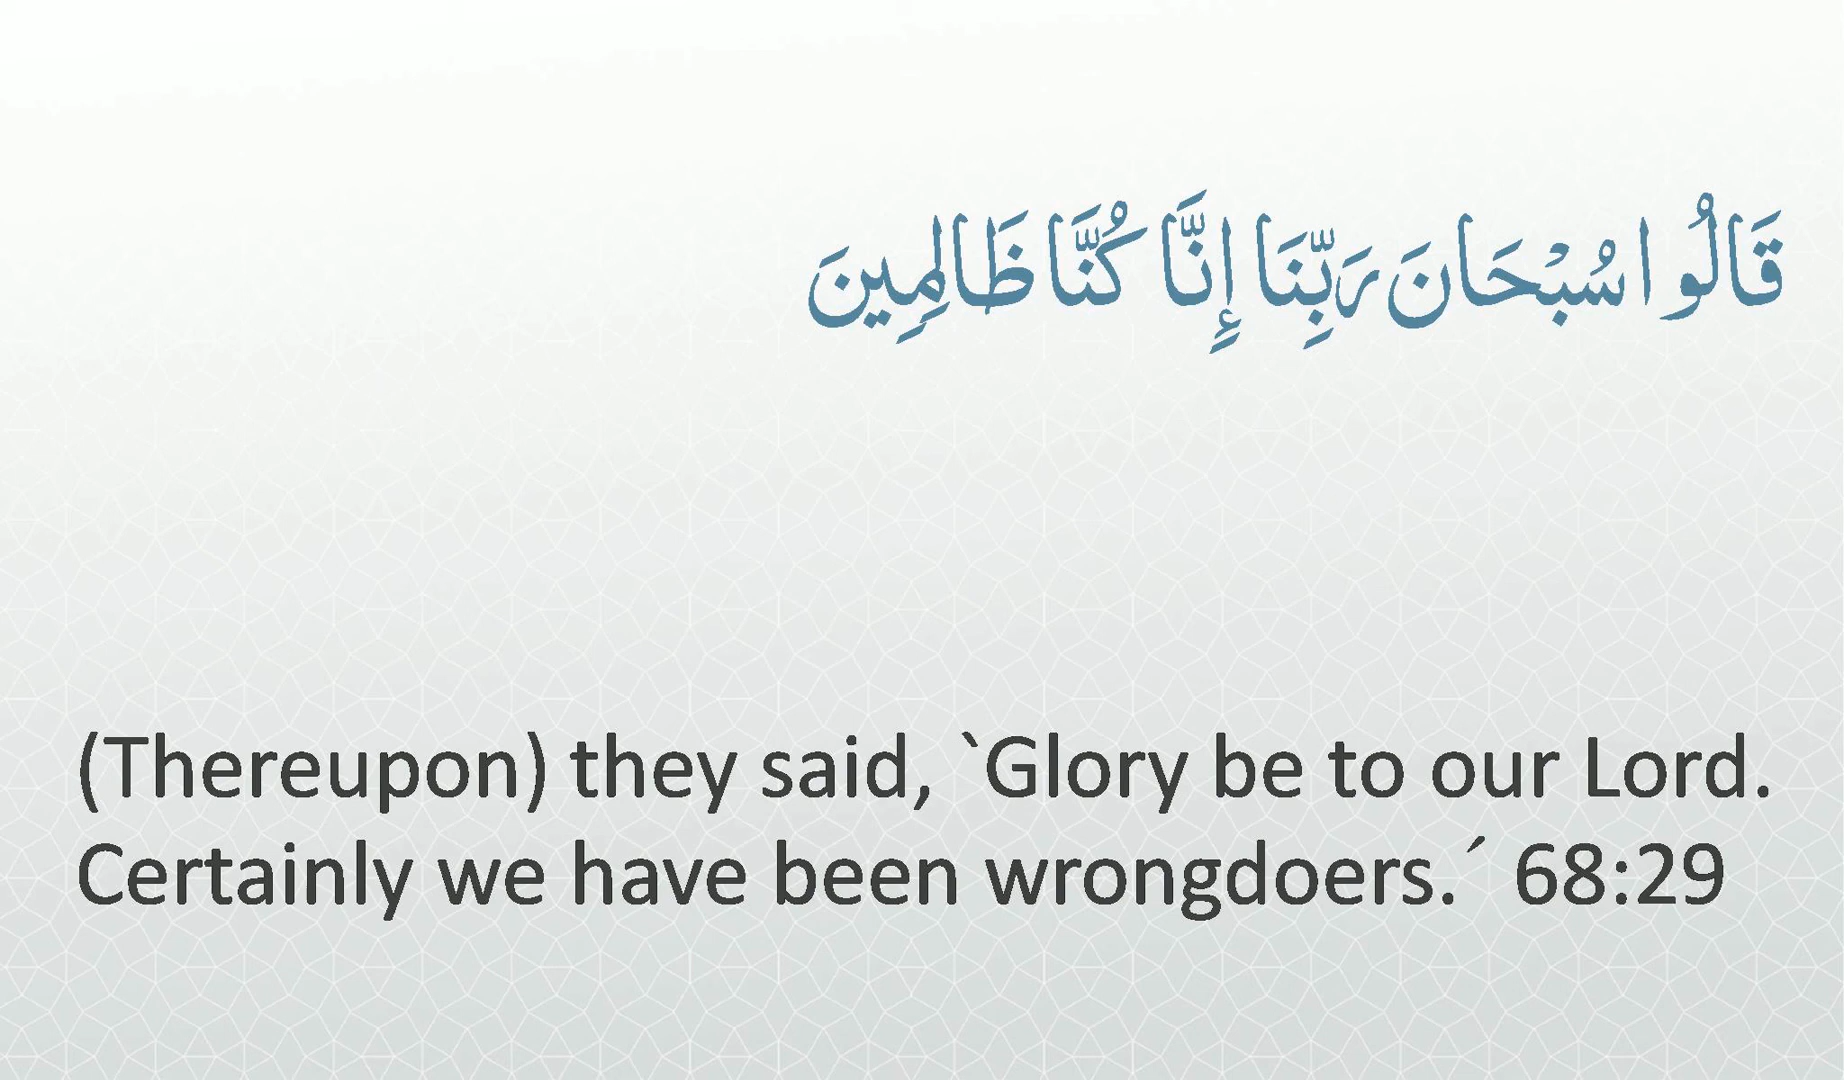 قَالُوا سُبْحَانَ رَبِّنَا إِنَّا كُنَّا ظَالِمِينَ
(Thereupon) they said, `Glory be to our Lord.
Certainly we have been wrongdoers.´ 68:29